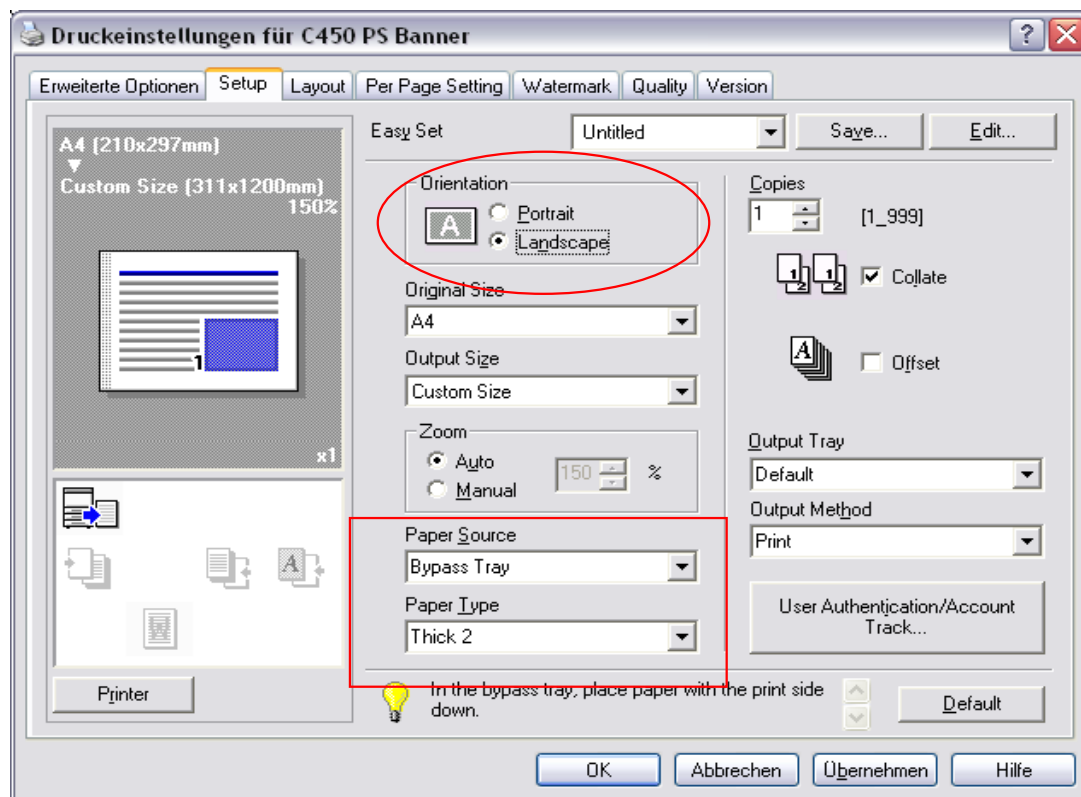 Druckeinstellungen für C450 PS Banner
Erweiterte Optionen Setup Layout Per Page Setting Watermark Quality Version
A4 (210x297mm)
Custom Size (311x1200mm)
150%
1
x1
Printer
Easy Set Untitled Save... Edit...
Orientation
A
Portrait
Landscape
Original Size
A4
Output Size
Custom Size
Zoom
Auto
Manual
150 %
Paper Source
Bypass Tray
Paper Type
Thick 2
Copies
1 [1_999]
1 2 1 2 Collate
A Offset
Output Tray
Default
Output Method
Print
User Authentication/Account
Track...
A
W
In the bypass tray, place paper with the print side
down.
Default
OK Abbrechen Übernehmen Hilfe